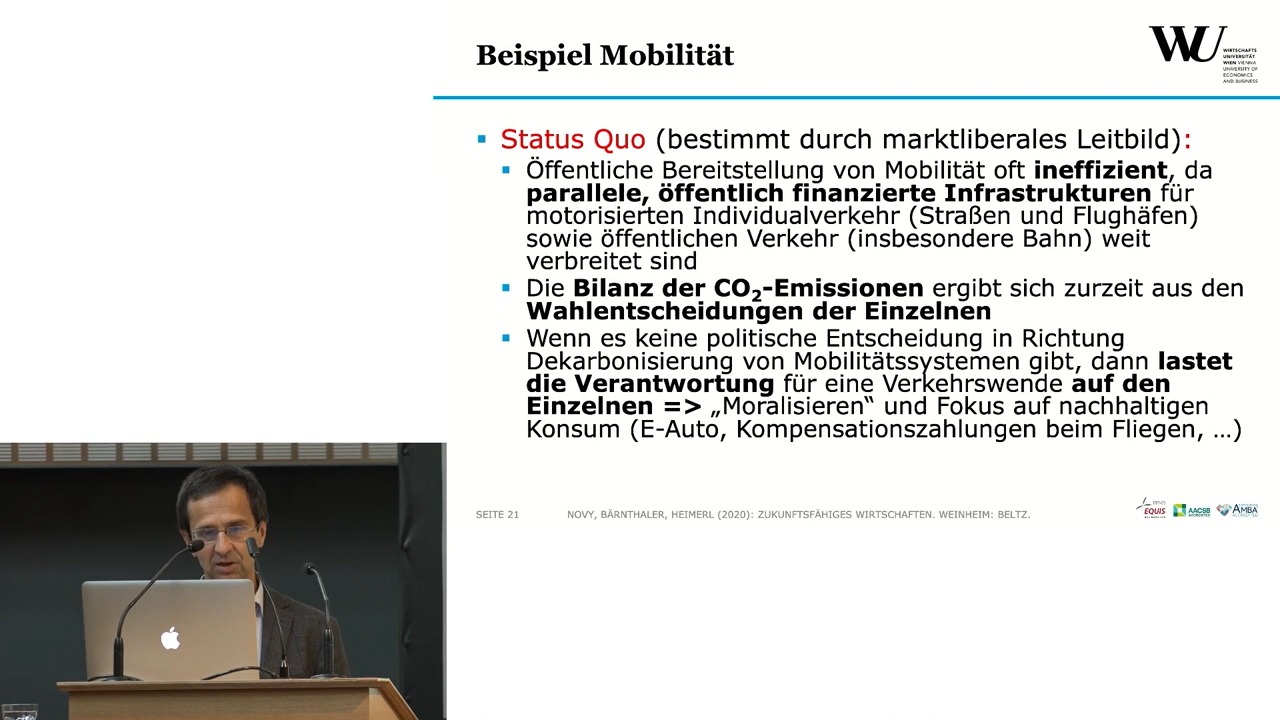 Beispiel Mobilität
WU
WIRTSCHAFTS
UNIVERSITÄT
WIEN VIENNA
UNIVERSITY OF
ECONOMICS
AND BUSINESS
Status Quo (bestimmt durch marktliberales Leitbild):
Öffentliche Bereitstellung von Mobilität oft ineffizient, da
parallele, öffentlich finanzierte Infrastrukturen für
motorisierten Individualverkehr (Straßen und Flughäfen)
sowie öffentlichen Verkehr (insbesondere Bahn) weit
verbreitet sind
Die Bilanz der CO₂-Emissionen ergibt sich zurzeit aus den
Wahlentscheidungen der Einzelnen
Wenn es keine politische Entscheidung in Richtung
Dekarbonisierung von Mobilitätssystemen gibt, dann lastet
die Verantwortung für eine Verkehrswende auf den
Einzelnen => „Moralisieren“ und Fokus auf nachhaltigen
Konsum (E-Auto, Kompensationszahlungen beim Fliegen, …)
SEITE 21
NOVY, BÄRNTHALER, HEIMERL (2020): ZUKUNFTSFÄHIGES WIRTSCHAFTEN. WEINHEIM: BELTZ.
EQUIS
AACSB
AMBA